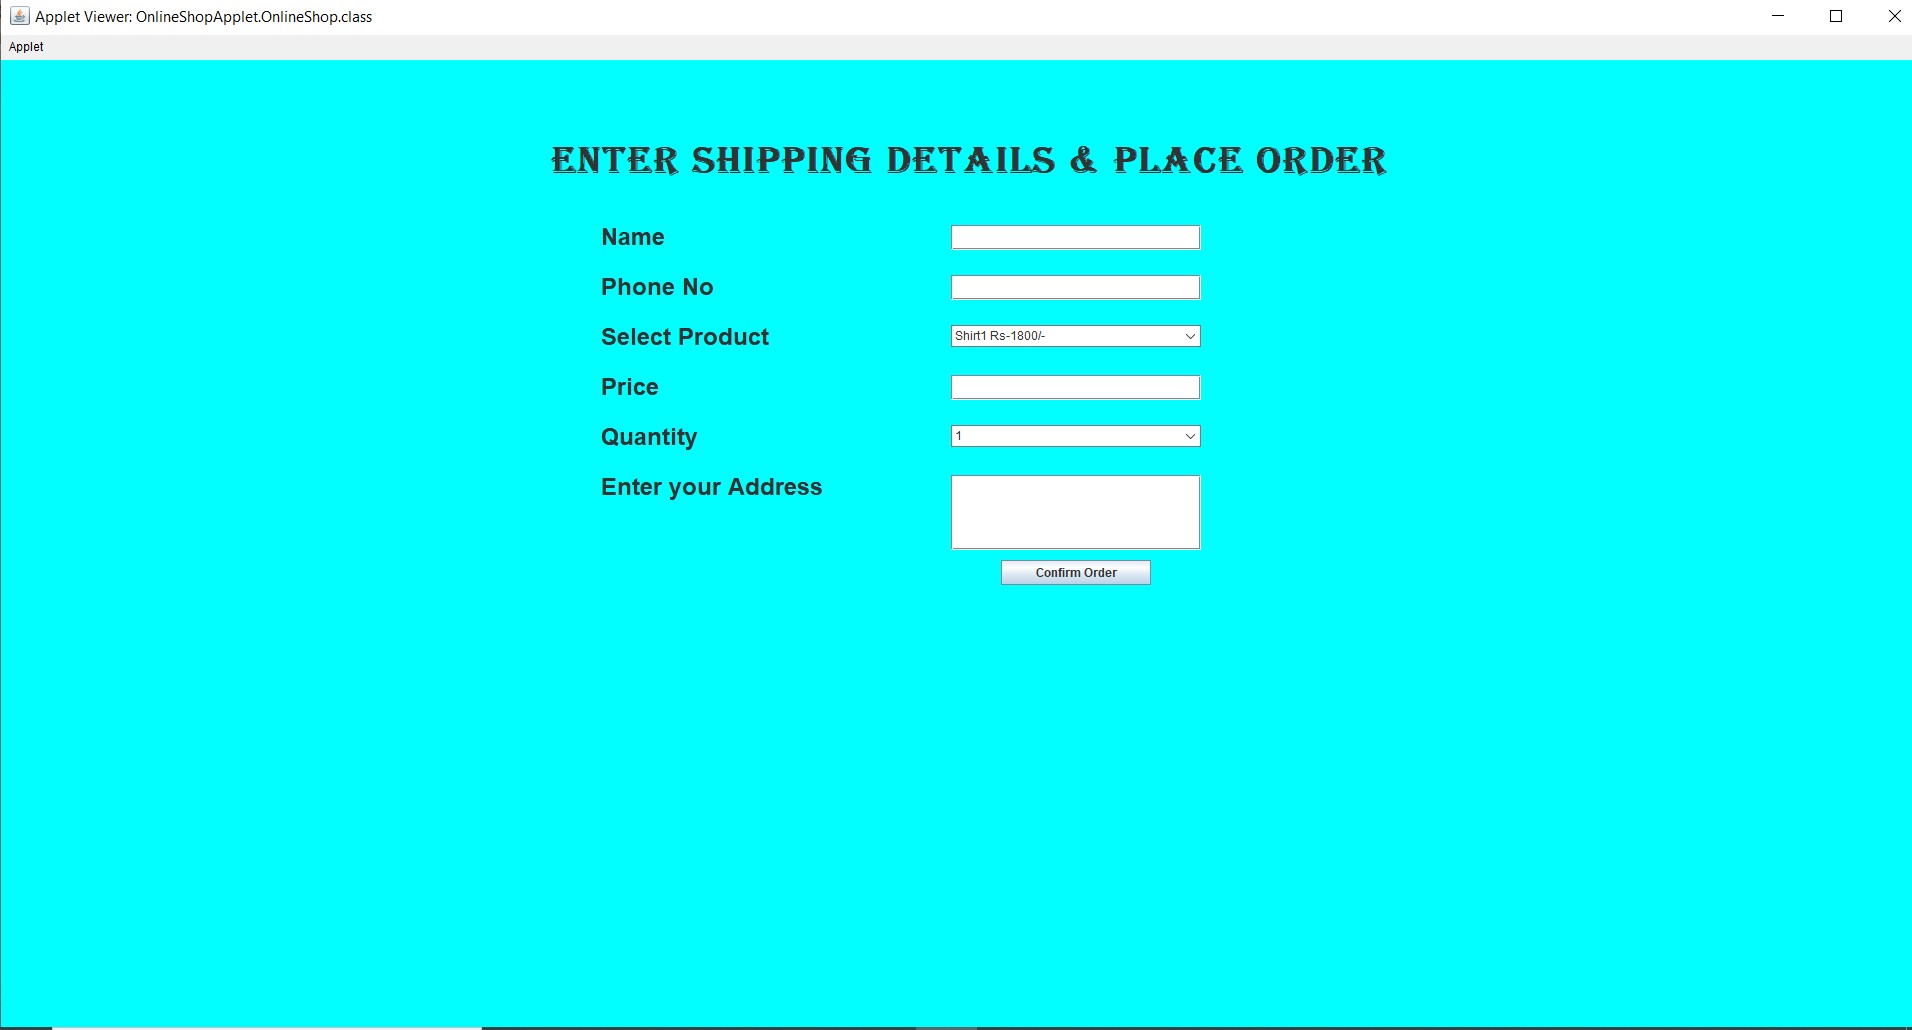 Applet Viewer: OnlineShopApplet.OnlineShop.class
Applet
ENTER SHIPPING DETAILS & PLACE ORDER
Name
Phone No
Select Product Shirt1 Rs-1800/-
Price
Quantity 1
Enter your Address
Confirm Order